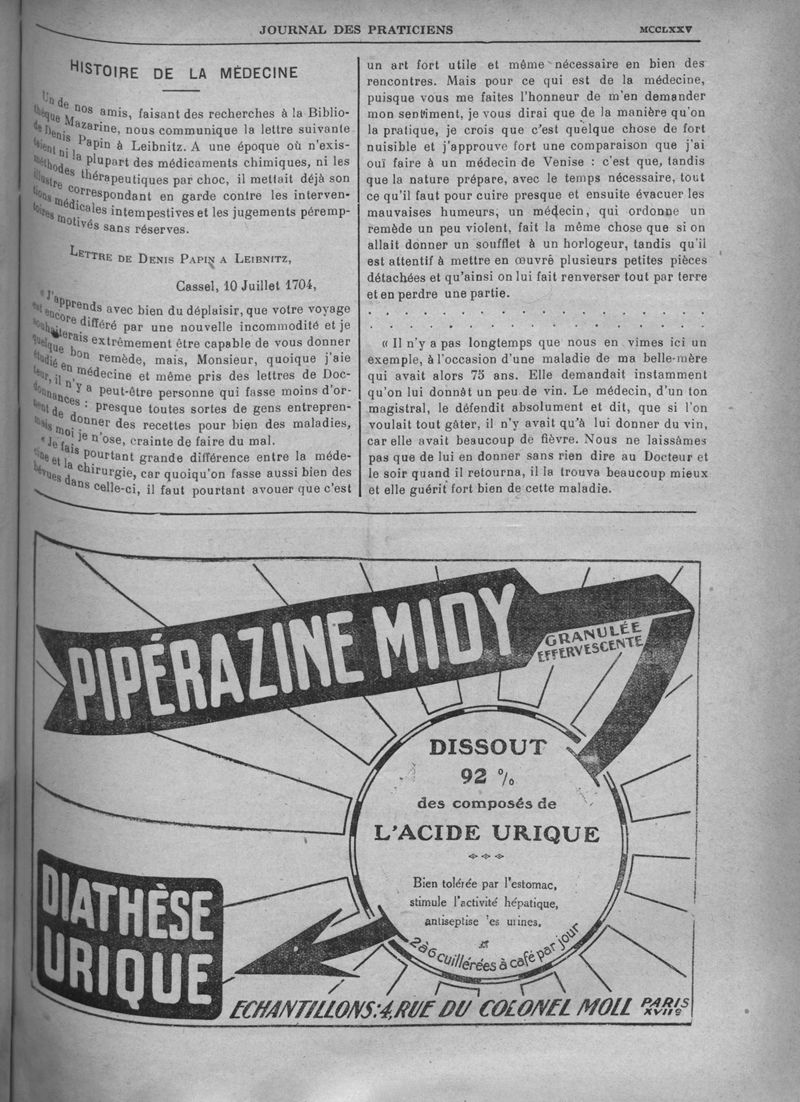 JOURNAL DES PRATICIENS
MCCLXXV
HISTOIRE DE LA MÉDECINE
Un de nos amis, faisant des recherches à la Biblio-
thèque Mazarine, nous communique la lettre suivante
de Denis Papin à Leibnitz. A une époque où n'exis-
taient ni la plupart des médicaments chimiques, ni les
méthodes thérapeutiques par choc, il mettait déjà son
illustre correspondant en garde contre les interven-
tions médicales intempestives et les jugements péremp-
toires motivés sans réserves.
LETTRE DE DENIS PAPIN A LEIBNITZ,
Cassel, 10 Juillet 1704,
« J'apprends avec bien du déplaisir, que votre voyage
est encore différé par une nouvelle incommodité et je
souhaiterais extrêmement être capable de vous donner
quelque bon remède, mais, Monsieur, quoique j'aie
étudié en médecine et même pris des lettres de Doc-
teur, il n'y a peut-être personne qui fasse moins d'or-
donnances : presque toutes sortes de gens entrepren-
nent de donner des recettes pour bien des maladies,
mais moi je n'ose, crainte de faire du mal.
« Je fais pourtant grande différence entre la méde-
cine et la chirurgie, car quoiqu'on fasse aussi bien des
bévues dans celle-ci, il faut pourtant avouer que c'est
un art fort utile et même nécessaire en bien des
rencontres. Mais pour ce qui est de la médecine,
puisque vous me faites l'honneur de m'en demander
mon sentiment, je vous dirai que de la manière qu'on
la pratique, je crois que c'est quelque chose de fort
nuisible et j'approuve fort une comparaison que j'ai
ouï faire à un médecin de Venise : c'est que, tandis
que la nature prépare, avec le temps nécessaire, tout
ce qu'il faut pour cuire presque et ensuite évacuer les
mauvaises humeurs, un médecin, qui ordonne un
remède un peu violent, fait la même chose que si on
allait donner un soufflet à un horlogeur, tandis qu'il
est attentif à mettre en œuvre plusieurs petites pièces
détachées et qu'ainsi on lui fait renverser tout par terre
et en perdre une partie.
. . . . . . . . . . . . . . . . . .
. . . . . . . . . . . . . . . . . .
« Il n'y a pas longtemps que nous en vîmes ici un
exemple, à l'occasion d'une maladie de ma belle-mère
qui avait alors 75 ans. Elle demandait instamment
qu'on lui donnât un peu de vin. Le médecin, d'un ton
magistral, le défendit absolument et dit, que si l'on
voulait tout gâter, il n'y avait qu'à lui donner du vin,
car elle avait beaucoup de fièvre. Nous ne laissâmes
pas que de lui en donner sans rien dire au Docteur et
le soir quand il retourna, il la trouva beaucoup mieux
et elle guérit fort bien de cette maladie.
PIPÉRAZINE MIDY
GRANULÉE
EFFERVESCENTE
DISSOUT
92 %
des composés de
L'ACIDE URIQUE
Bien tolérée par l'estomac,
stimule l'activité hépatique,
antiseptise les urines,
2 à 6 cuillérées à café par jour
DIATHÈSE
URIQUE
ECHANTILLONS: 4, RUE DU COLONEL MOLL PARIS XVIIe